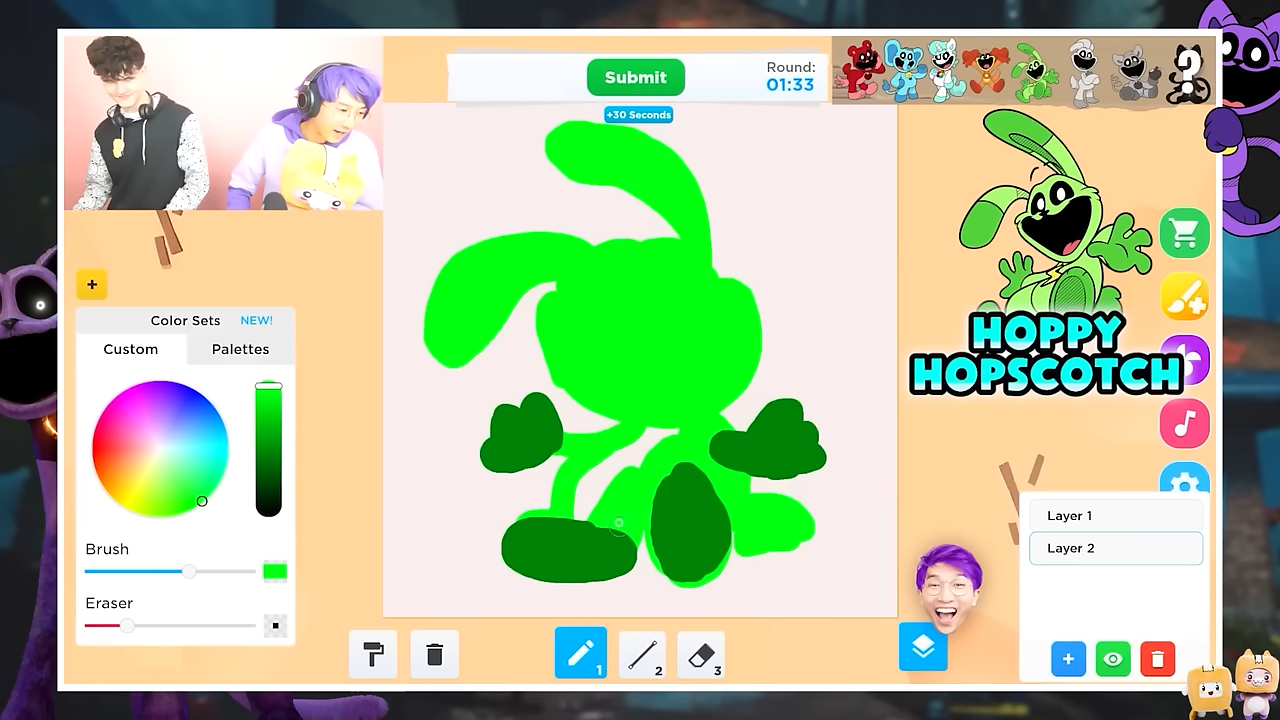 Submit
Round:
01:33
+30 Seconds
?
+
Color Sets NEW!
Custom Palettes
Brush
Eraser
HOPPY
HOPSCOTCH
Layer 1
Layer 2
1
2
3
+